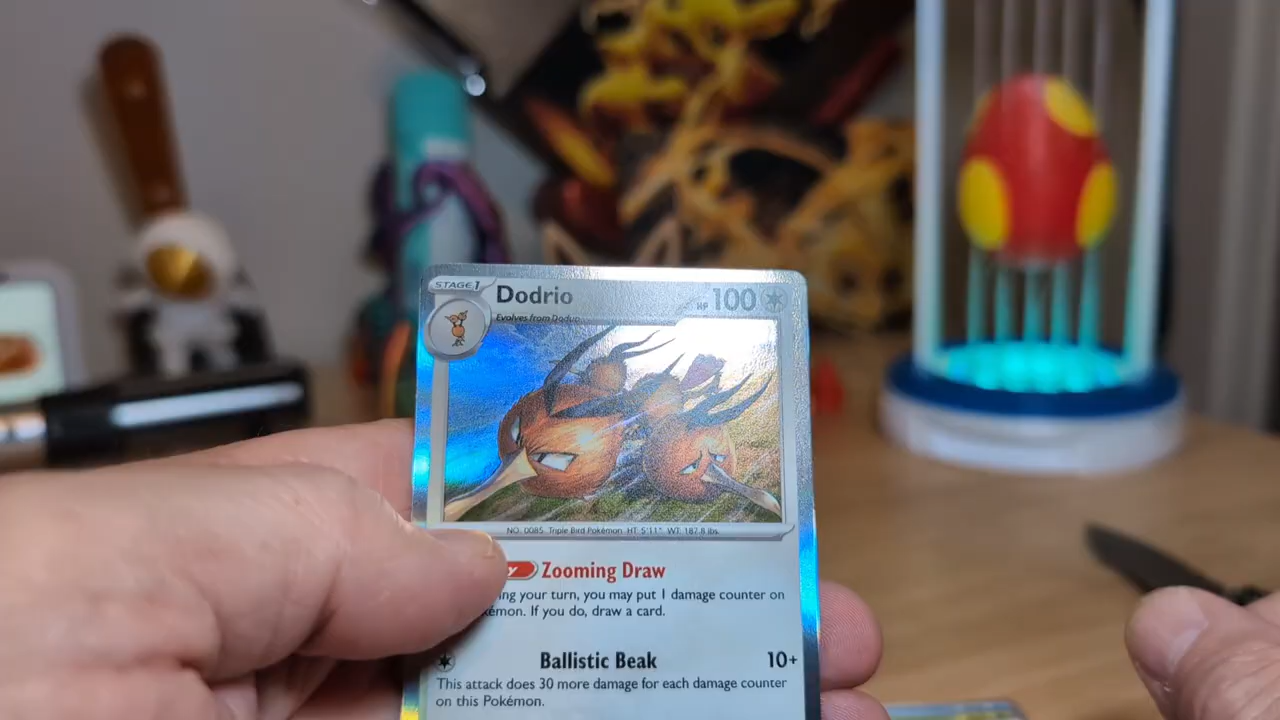 STAGE 1
Dodrio
HP 100
Evolves from Doduo
NO. 0085 Triple Bird Pokémon HT: 5'11" WT: 187.8 lbs.
Zooming Draw
your turn, you may put 1 damage counter on
If you do, draw a card.
Ballistic Beak 10+
This attack does 30 more damage for each damage counter
on this Pokémon.